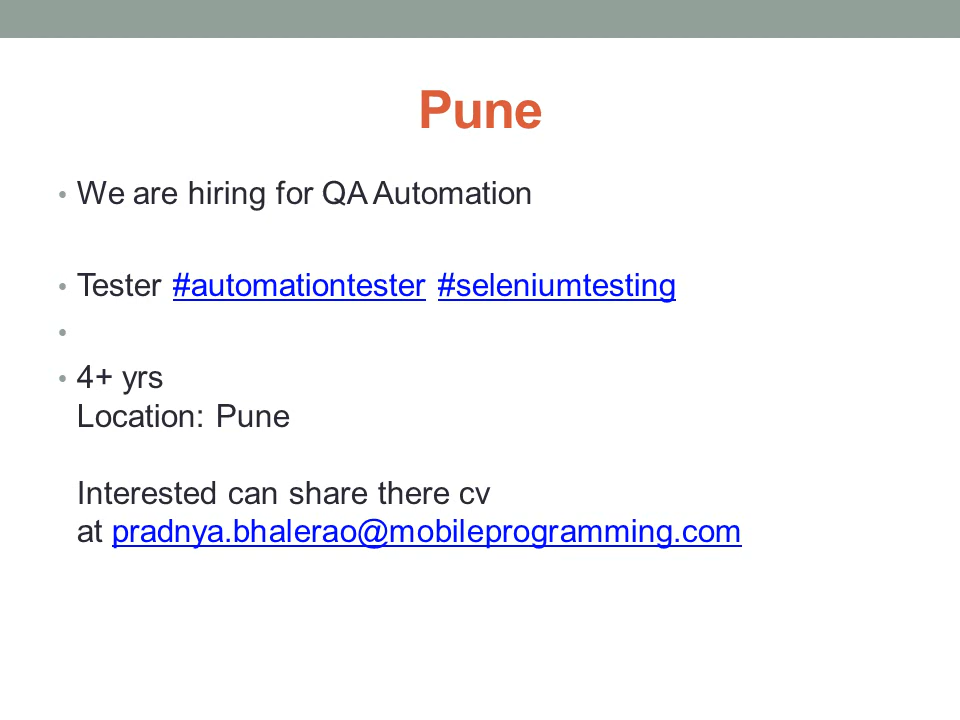 Pune
• We are hiring for QA Automation
• Tester #automationtester #seleniumtesting
•
• 4+ yrs
Location: Pune
Interested can share there cv
at pradnya.bhalerao@mobileprogramming.com